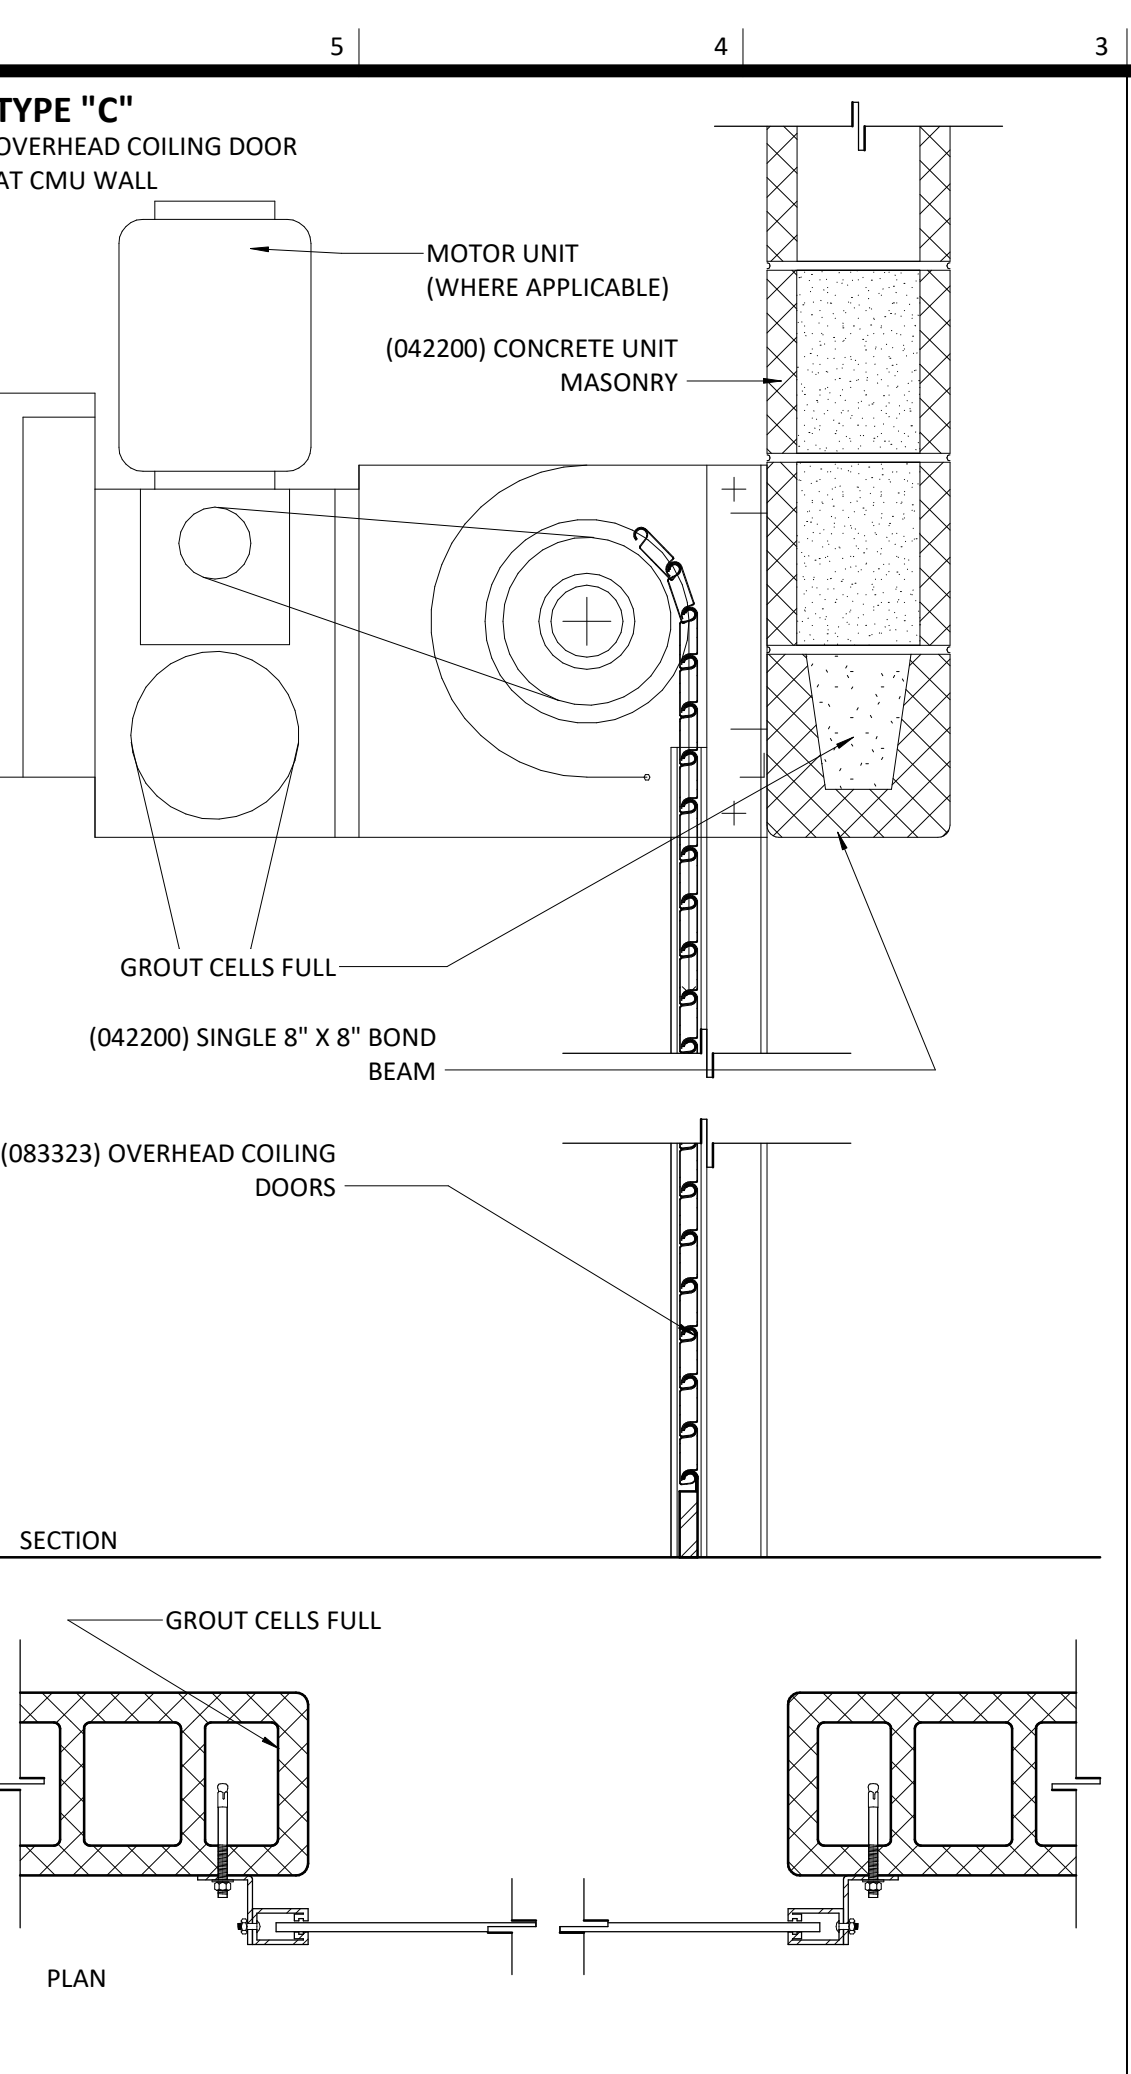 5
4
3
TYPE "C"
OVERHEAD COILING DOOR
AT CMU WALL
MOTOR UNIT
(WHERE APPLICABLE)
(042200) CONCRETE UNIT
MASONRY
GROUT CELLS FULL
(042200) SINGLE 8" X 8" BOND
BEAM
(083323) OVERHEAD COILING
DOORS
SECTION
GROUT CELLS FULL
PLAN